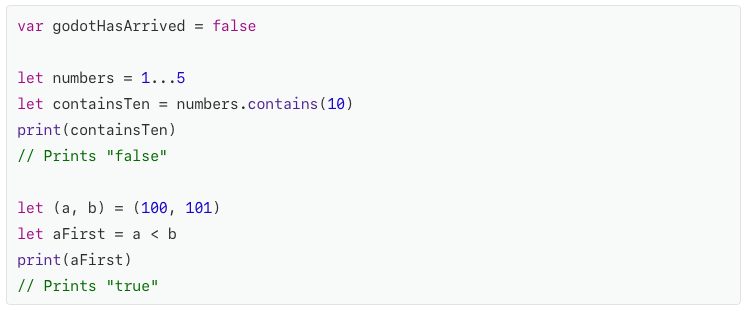 var godotHasArrived = false
let numbers = 1...5
let containsTen = numbers.contains(10)
print(containsTen)
// Prints "false"
let (a, b) = (100, 101)
let aFirst = a < b
print(aFirst)
// Prints "true"